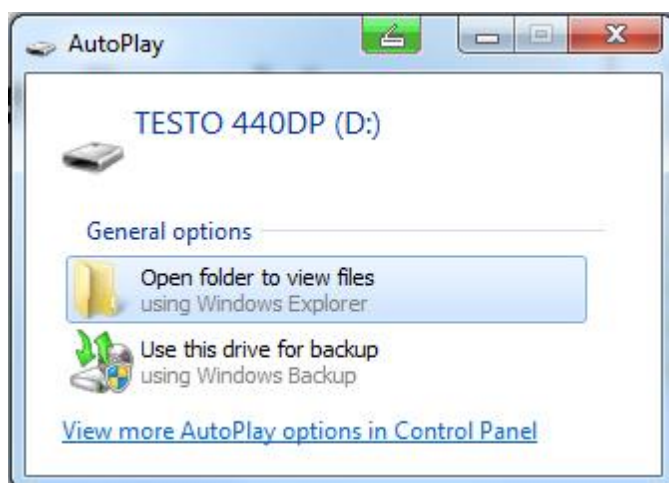 AutoPlay
TESTO 440DP (D:)
General options
Open folder to view files
using Windows Explorer
Use this drive for backup
using Windows Backup
View more AutoPlay options in Control Panel